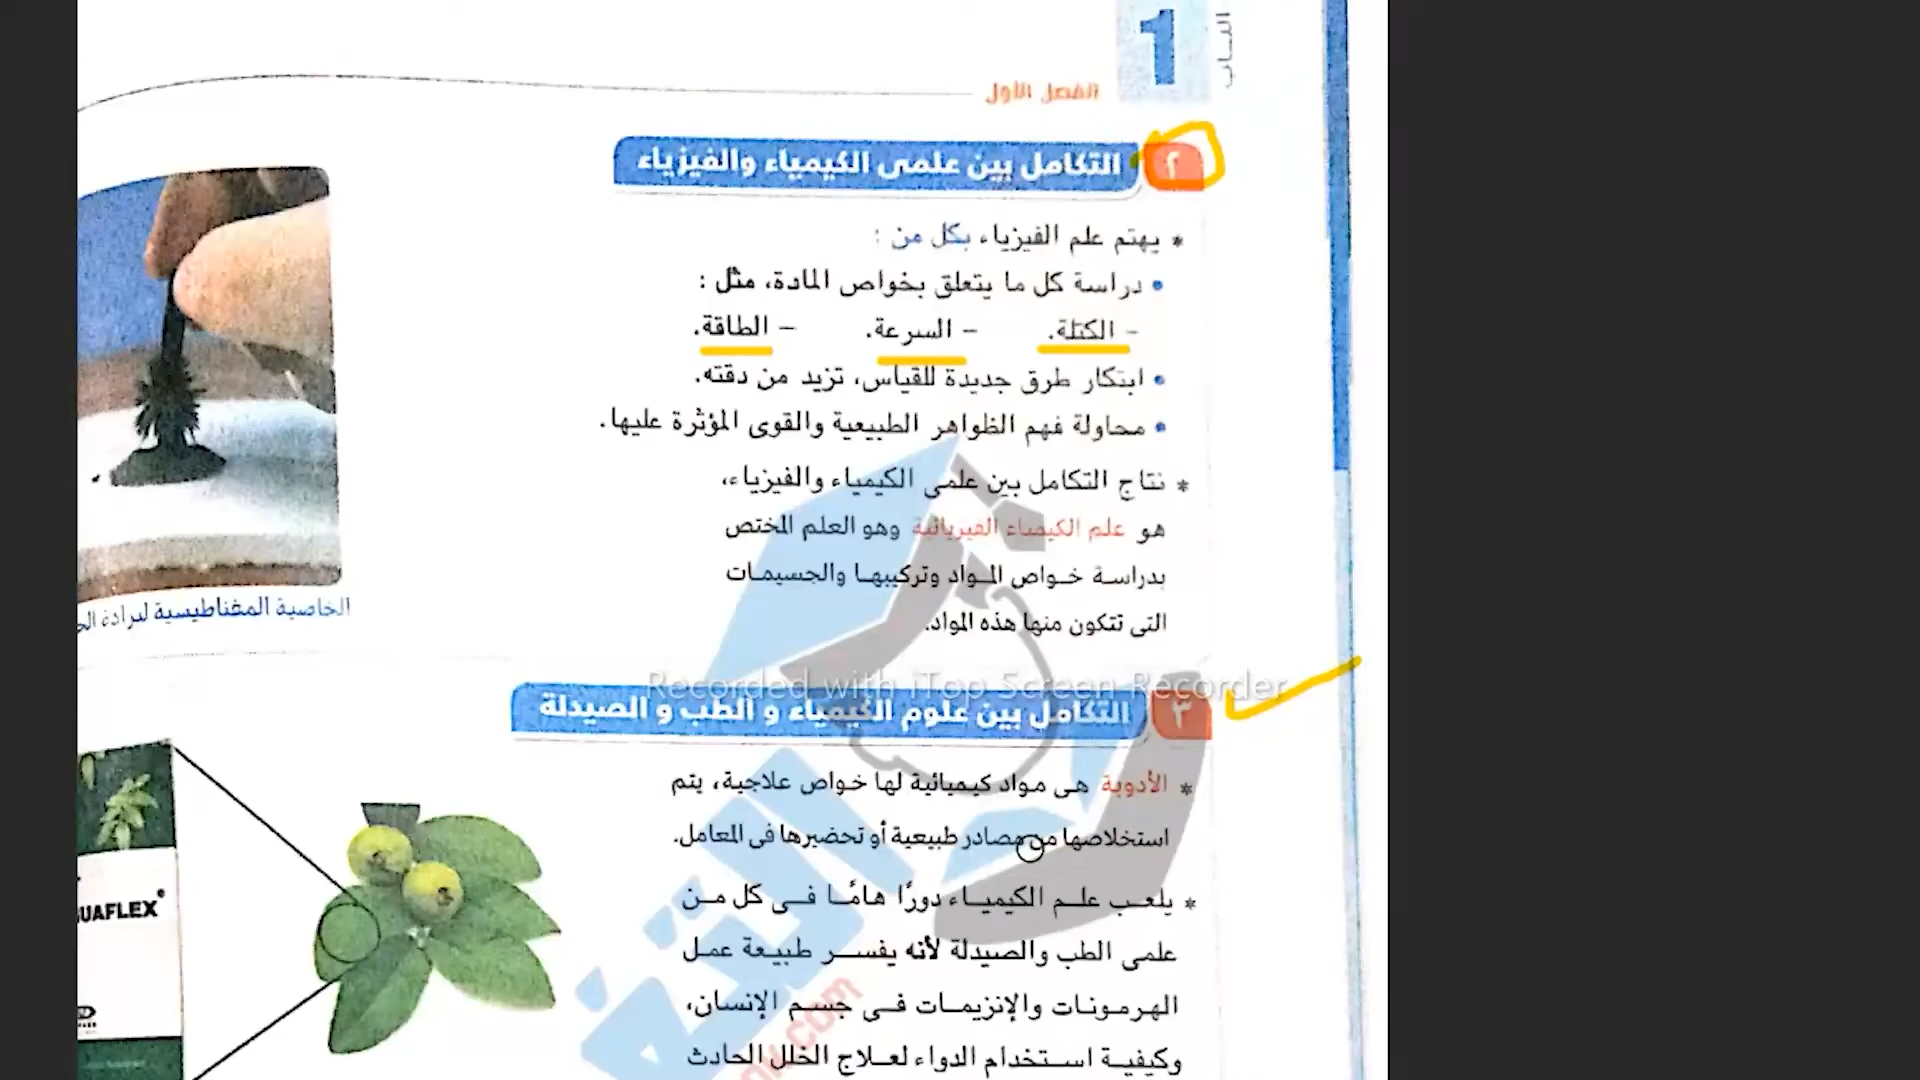 الباب
1
الفصل الأول
٢ التكامل بين علمى الكيمياء والفيزياء
* يهتم علم الفيزياء بكل من :
• دراسة كل ما يتعلق بخواص المادة، مثل :
– الكتلة. – السرعة. – الطاقة.
• ابتكار طرق جديدة للقياس، تزيد من دقته.
• محاولة فهم الظواهر الطبيعية والقوى المؤثرة عليها.
* نتاج التكامل بين علمى الكيمياء والفيزياء،
هو علم الكيمياء الفيزيائية وهو العلم المختص
بدراسة خواص المواد وتركيبها والجسيمات
التى تتكون منها هذه المواد.
الخاصية المغناطيسية لبرادة الح
Recorded with iTop Screen Recorder
٣ التكامل بين علوم الكيمياء و الطب و الصيدلة
* الأدوية هى مواد كيميائية لها خواص علاجية، يتم
استخلاصها من مصادر طبيعية أو تحضيرها فى المعامل.
* يلعب علم الكيمياء دورًا هامًا فى كل من
علمى الطب والصيدلة لأنه يفسر طبيعة عمل
الهرمونات والإنزيمات فى جسم الإنسان،
وكيفية استخدام الدواء لعلاج الخلل الحادث
UAFLEX